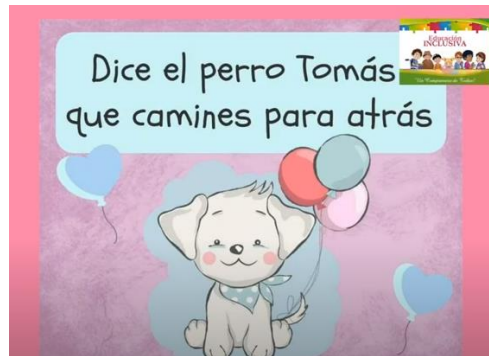 Dice el perro Tomás
que camines para atrás
Educación
INCLUSIVA